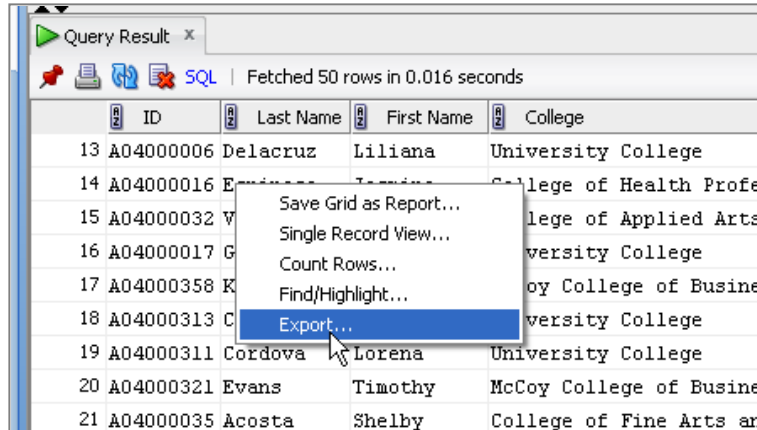 Query Result x
SQL | Fetched 50 rows in 0.016 seconds
ID Last Name First Name College
13 A04000006 Delacruz Liliana University College
14 A04000016 College of Health Profe
15 A04000032 V lege of Applied Arts
16 A04000017 G versity College
17 A04000358 K oy College of Busine
18 A04000313 C versity College
19 A04000311 Cordova Lorena University College
20 A04000321 Evans Timothy McCoy College of Busine
21 A04000035 Acosta Shelby College of Fine Arts an
Save Grid as Report...
Single Record View...
Count Rows...
Find/Highlight...
Export...